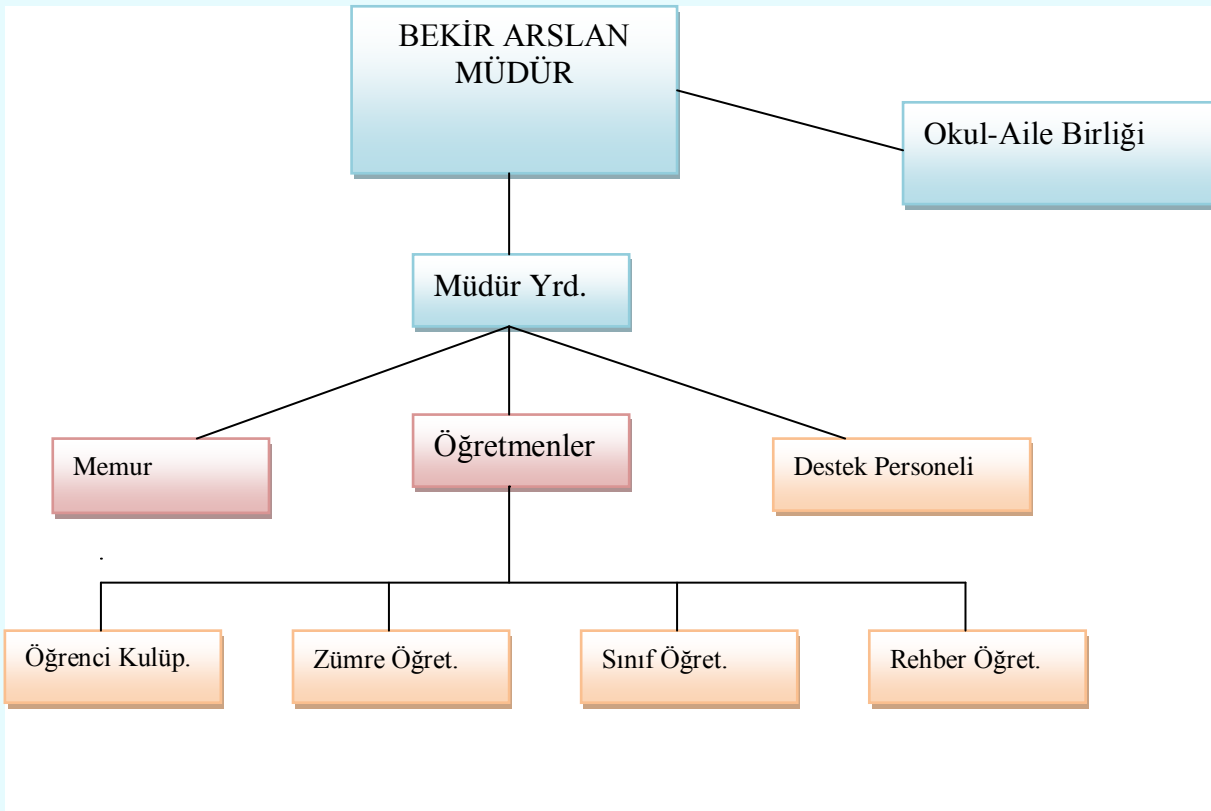 BEKİR ARSLAN
MÜDÜR
Okul-Aile Birliği
Müdür Yrd.
Memur
Öğretmenler
Destek Personeli
.
Öğrenci Kulüp.
Zümre Öğret.
Sınıf Öğret.
Rehber Öğret.